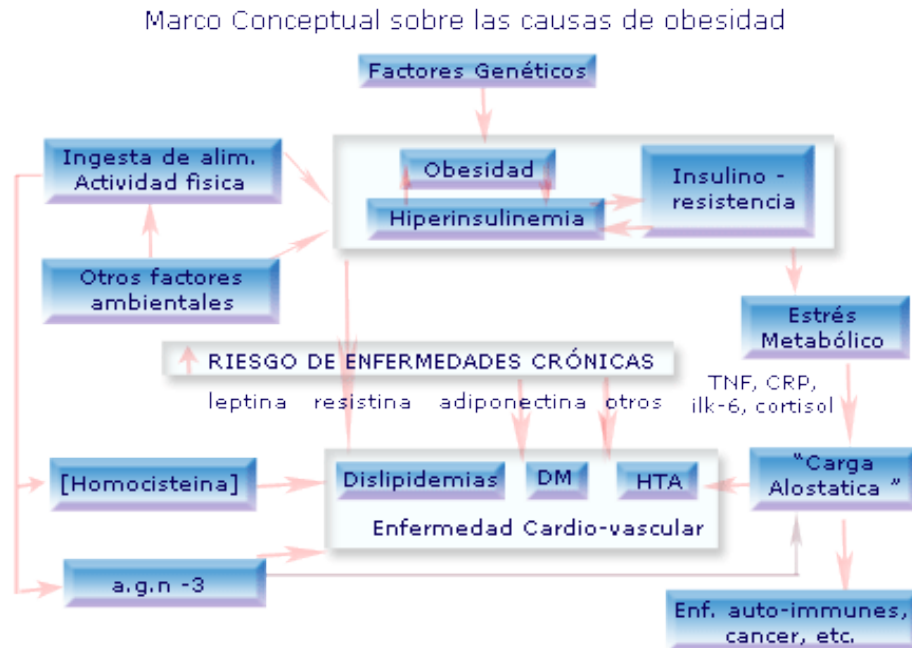 Marco Conceptual sobre las causas de obesidad
Factores Genéticos
Ingesta de alim.
Actividad fisica
Obesidad
Hiperinsulinemia
Insulino -
resistencia
Otros factores
ambientales
Estrés
Metabólico
RIESGO DE ENFERMEDADES CRÓNICAS
leptina resistina adiponectina otros
TNF, CRP,
ilk-6, cortisol
[Homocisteina]
Dislipidemias DM HTA
Enfermedad Cardio-vascular
“Carga
Alostatica ”
a.g.n -3
Enf. auto-immunes,
cancer, etc.